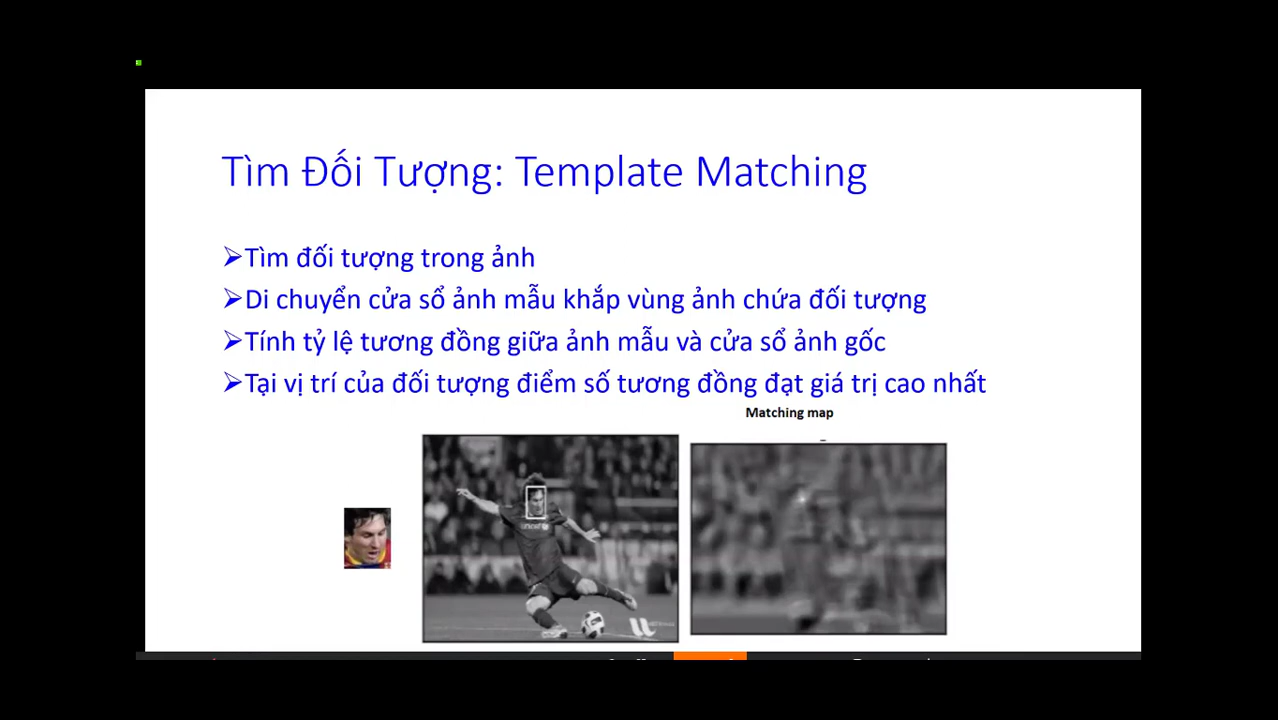 Tìm Đối Tượng: Template Matching
➢Tìm đối tượng trong ảnh
➢Di chuyển cửa sổ ảnh mẫu khắp vùng ảnh chứa đối tượng
➢Tính tỷ lệ tương đồng giữa ảnh mẫu và cửa sổ ảnh gốc
➢Tại vị trí của đối tượng điểm số tương đồng đạt giá trị cao nhất
Matching map
unicef